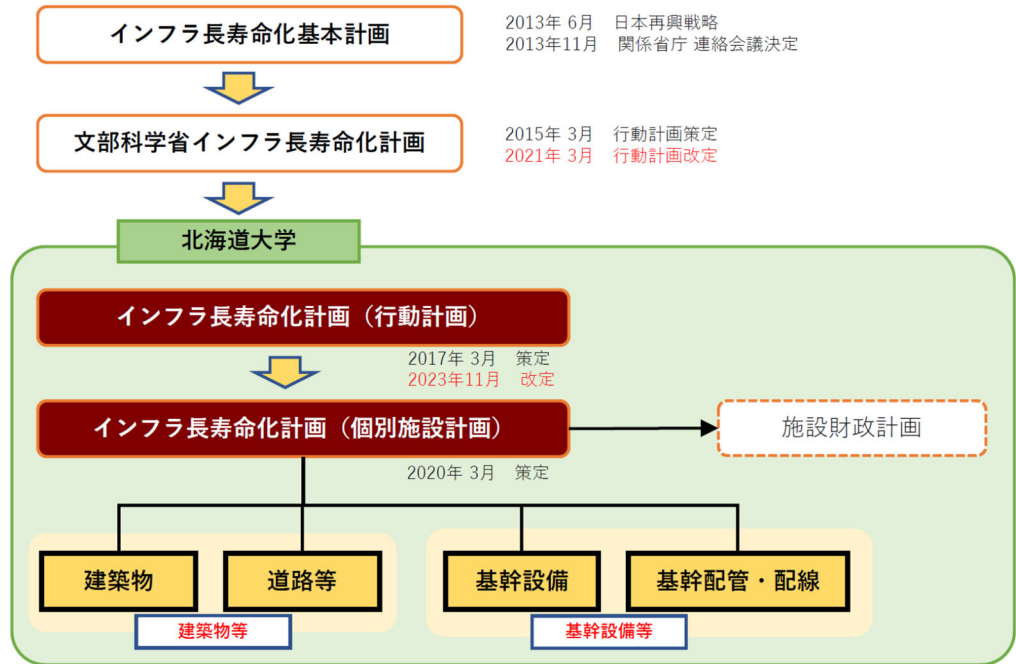 インフラ長寿命化基本計画
2013年 6月 日本再興戦略
2013年11月 関係省庁 連絡会議決定
文部科学省インフラ長寿命化計画
2015年 3月 行動計画策定
2021年 3月 行動計画改定
北海道大学
インフラ長寿命化計画（行動計画）
2017年 3月 策定
2023年11月 改定
インフラ長寿命化計画（個別施設計画）
施設財政計画
2020年 3月 策定
建築物
道路等
基幹設備
基幹配管・配線
建築物等
基幹設備等